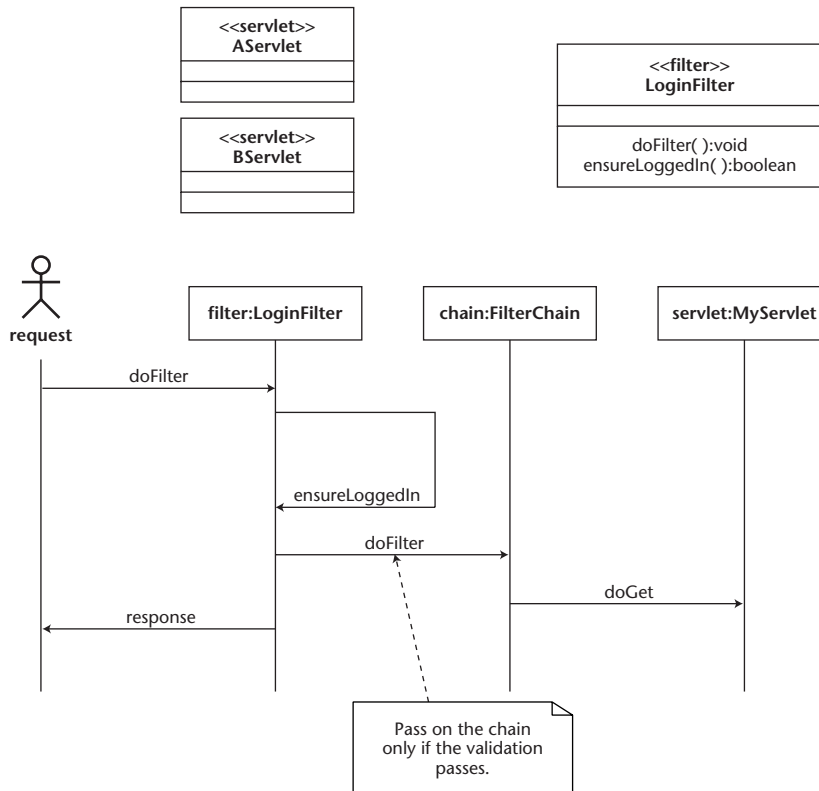 <<servlet>>
AServlet
<<servlet>>
BServlet
<<filter>>
LoginFilter
doFilter( ):void
ensureLoggedIn( ):boolean
request
filter:LoginFilter
chain:FilterChain
servlet:MyServlet
doFilter
ensureLoggedIn
doFilter
doGet
response
Pass on the chain
only if the validation
passes.